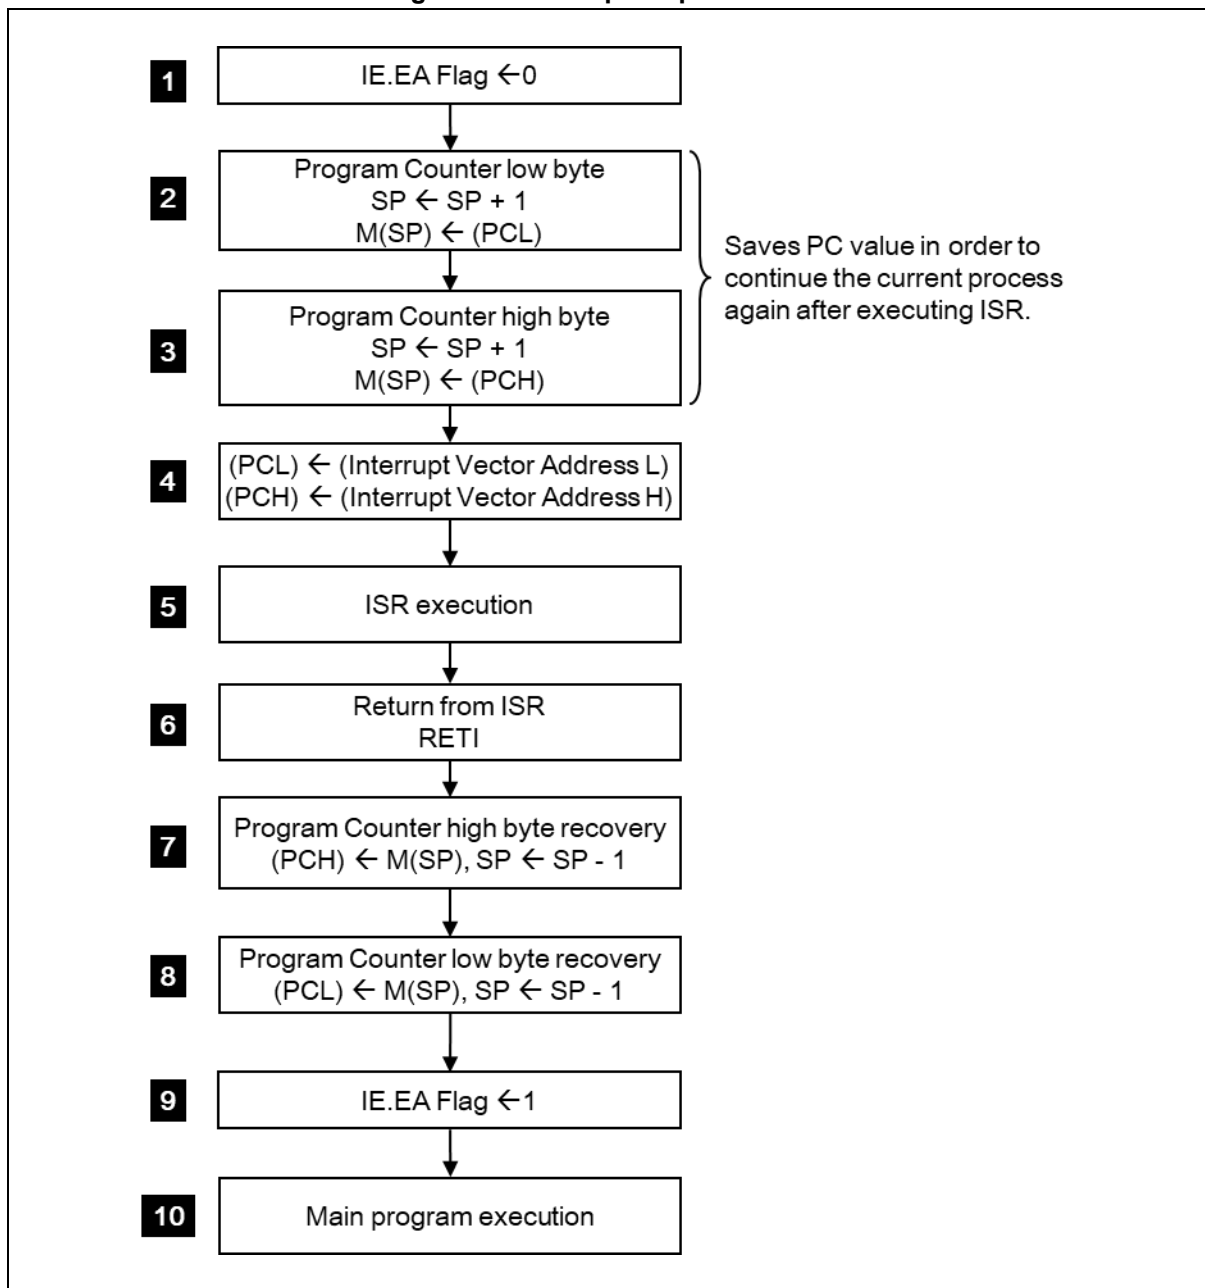 1
IE.EA Flag ←0
2
Program Counter low byte
SP ← SP + 1
M(SP) ← (PCL)
Saves PC value in order to
continue the current process
again after executing ISR.
3
Program Counter high byte
SP ← SP + 1
M(SP) ← (PCH)
4
(PCL) ← (Interrupt Vector Address L)
(PCH) ← (Interrupt Vector Address H)
5
ISR execution
6
Return from ISR
RETI
7
Program Counter high byte recovery
(PCH) ← M(SP), SP ← SP - 1
8
Program Counter low byte recovery
(PCL) ← M(SP), SP ← SP - 1
9
IE.EA Flag ←1
10
Main program execution